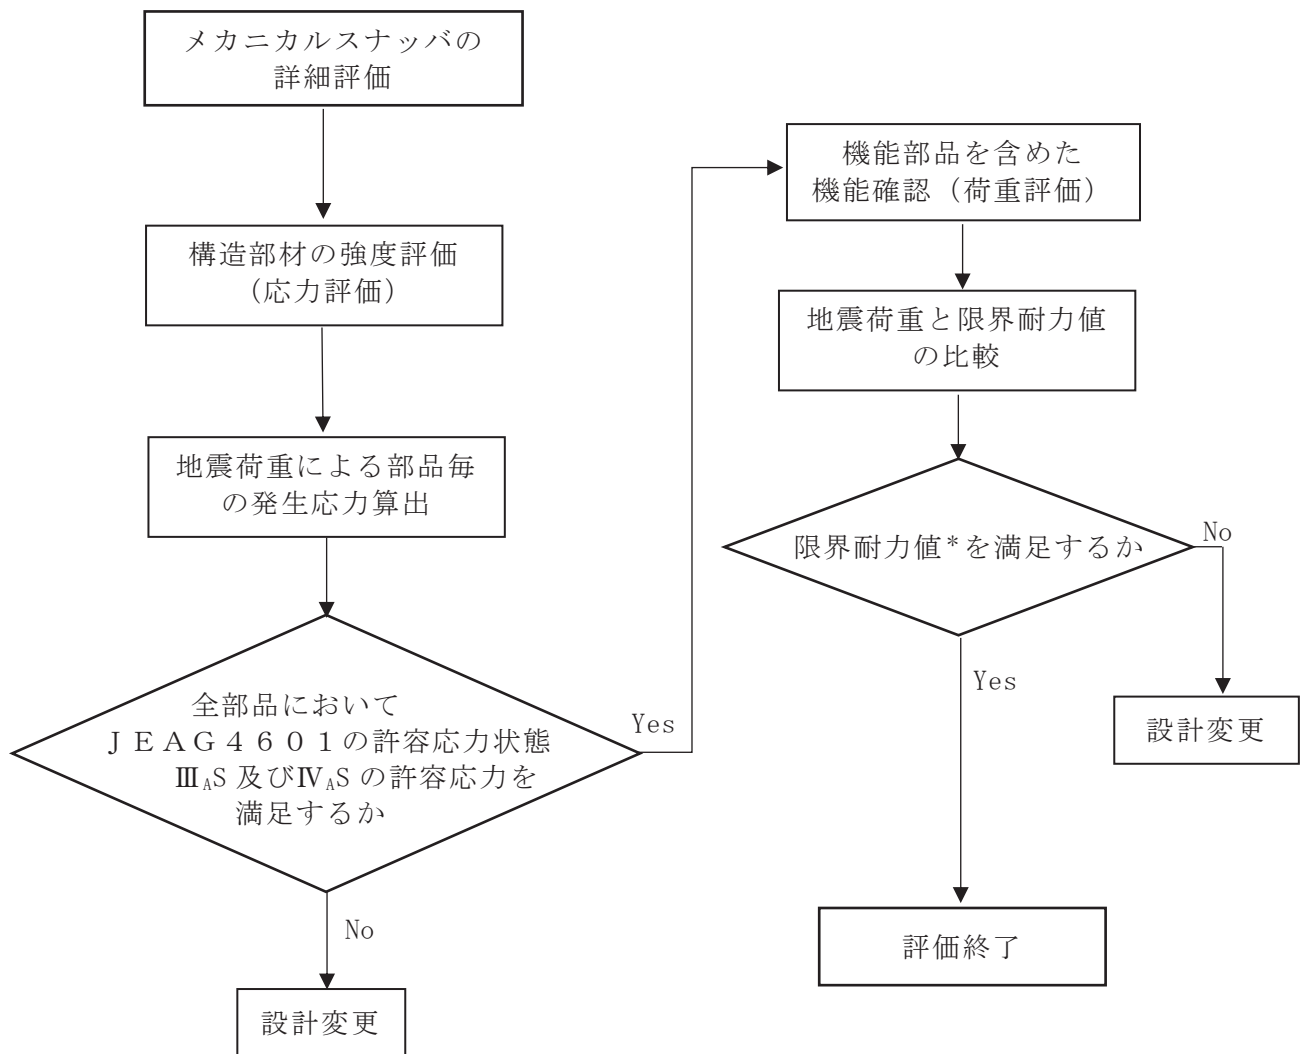 メカニカルスナッバの
詳細評価
構造部材の強度評価
（応力評価）
地震荷重による部品毎
の発生応力算出
全部品において
ＪＥＡＧ４６０１の許容応力状態
ⅢAS 及びⅣAS の許容応力を
満足するか
Yes
No
設計変更
機能部品を含めた
機能確認（荷重評価）
地震荷重と限界耐力値
の比較
限界耐力値*を満足するか
No
Yes
設計変更
評価終了